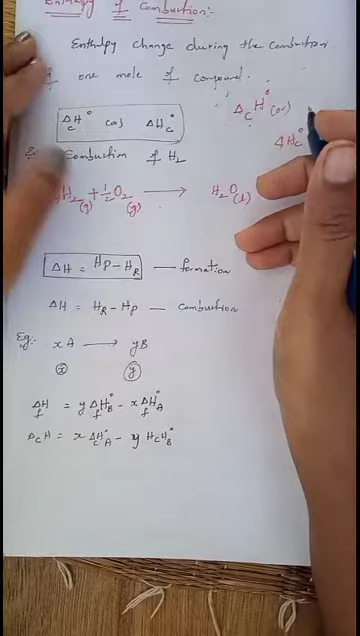 Enthalpy of Combustion:-
Enthalpy change during the Combustion
of one mole of Compound.
ΔcH° (or)
ΔH°c
ΔcH° (or) ΔHc°
Combustion of H₂
H₂(g) + ½O₂(g) ⟶ H₂O(l)
ΔH = Hp - HR — formation
ΔH = HR - Hp — Combustion
Eg:- xA ⟶ yB
x y
ΔfH = yΔfH°B - xΔfH°A
ΔcH = xΔcH°A - y HcH°B